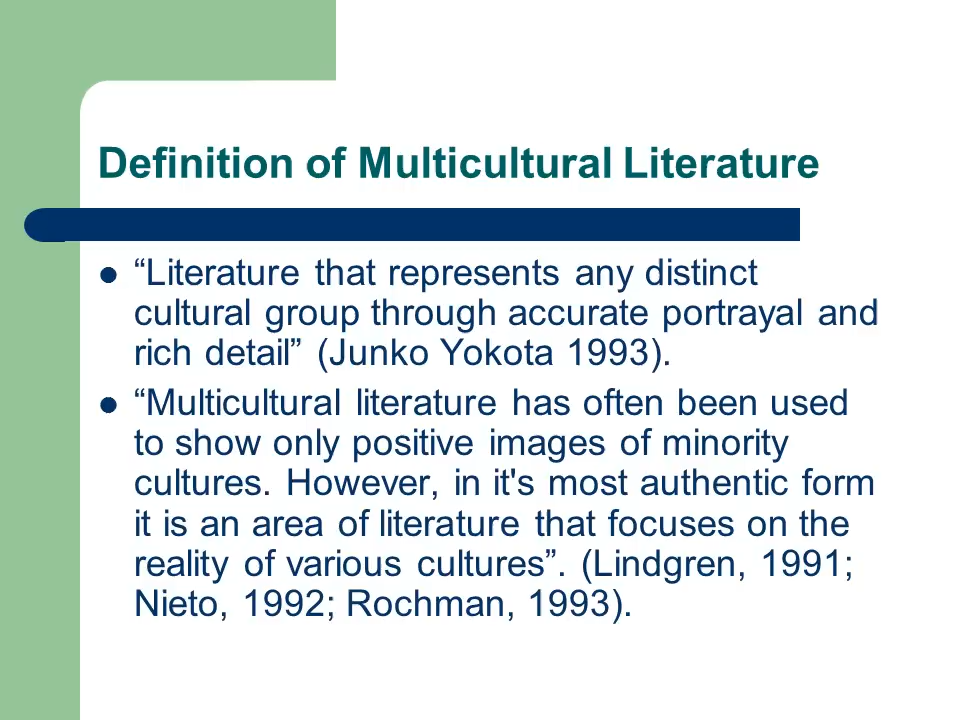 Definition of Multicultural Literature
“Literature that represents any distinct
cultural group through accurate portrayal and
rich detail” (Junko Yokota 1993).
“Multicultural literature has often been used
to show only positive images of minority
cultures. However, in it's most authentic form
it is an area of literature that focuses on the
reality of various cultures”. (Lindgren, 1991;
Nieto, 1992; Rochman, 1993).